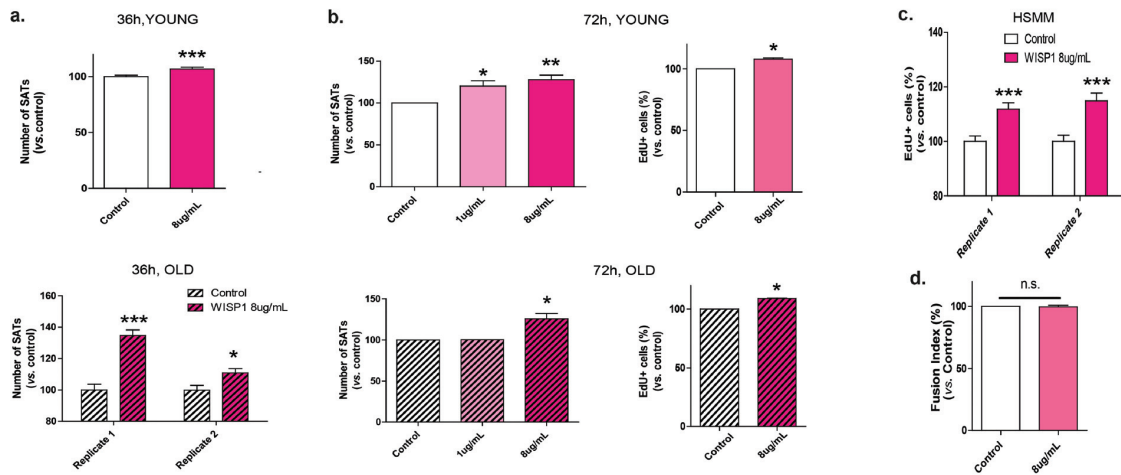 a.
36h,YOUNG
Number of SATs
(vs. control)
100
50
0
***
Control
8ug/mL
36h, OLD
Control
WISP1 8ug/mL
Number of SATs
(vs. control)
160
140
120
100
80
***
*
Replicate 1
Replicate 2
b.
72h, YOUNG
Number of SATs
(vs. control)
150
100
50
0
*
**
Control
1ug/mL
8ug/mL
EdU+ cells (%)
(vs. control)
100
50
0
*
Control
8ug/mL
72h, OLD
Number of SATs
(vs. control)
150
100
50
0
*
Control
1ug/mL
8ug/mL
EdU+ cells (%)
(vs. control)
100
50
0
*
Control
8ug/mL
c.
HSMM
Control
WISP1 8ug/mL
EdU+ cells (%)
(vs. control)
140
120
100
80
***
***
Replicate 1
Replicate 2
d.
n.s.
Fusion Index (%)
(vs. Control)
100
50
0
Control
8ug/mL